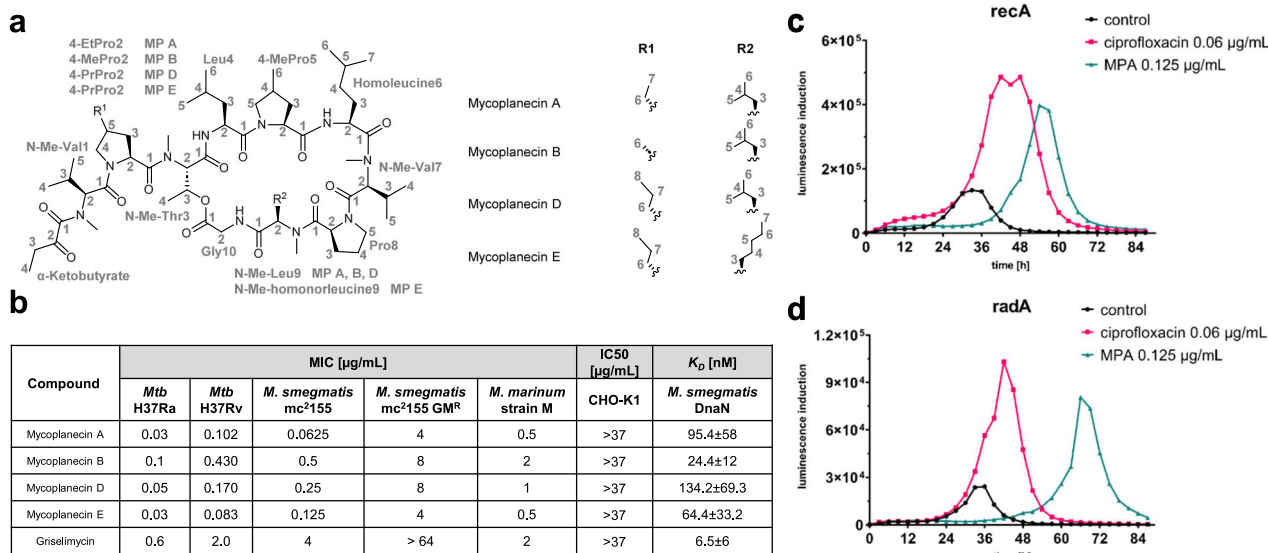 a
4-EtPro2 MP A
4-MePro2 MP B
4-PrPro2 MP D
4-PrPro2 MP E
Leu4
4-MePro5
Homoleucine6
N-Me-Val1
N-Me-Thr3
N-Me-Val7
Gly10
Pro8
α-Ketobutyrate
N-Me-Leu9 MP A, B, D
N-Me-homonorleucine9 MP E
R1 R2
Mycoplanecin A
Mycoplanecin B
Mycoplanecin D
Mycoplanecin E
b
Compound MIC [µg/mL] IC50 [µg/mL] K_D [nM]
Mtb H37Ra Mtb H37Rv M. smegmatis mc²155 M. smegmatis mc²155 GMᴿ M. marinum strain M CHO-K1 M. smegmatis DnaN
Mycoplanecin A 0.03 0.102 0.0625 4 0.5 >37 95.4±58
Mycoplanecin B 0.1 0.430 0.5 8 2 >37 24.4±12
Mycoplanecin D 0.05 0.170 0.25 8 1 >37 134.2±69.3
Mycoplanecin E 0.03 0.083 0.125 4 0.5 >37 64.4±33.2
Griselimycin 0.6 2.0 4 > 64 2 >37 6.5±6
c
recA
control
ciprofloxacin 0.06 µg/mL
MPA 0.125 µg/mL
luminescence induction
6×10⁵
4×10⁵
2×10⁵
0
0 12 24 36 48 60 72 84
time [h]
d
radA
control
ciprofloxacin 0.06 µg/mL
MPA 0.125 µg/mL
luminescence induction
1.2×10⁵
9×10⁴
6×10⁴
3×10⁴
0
0 12 24 36 48 60 72 84